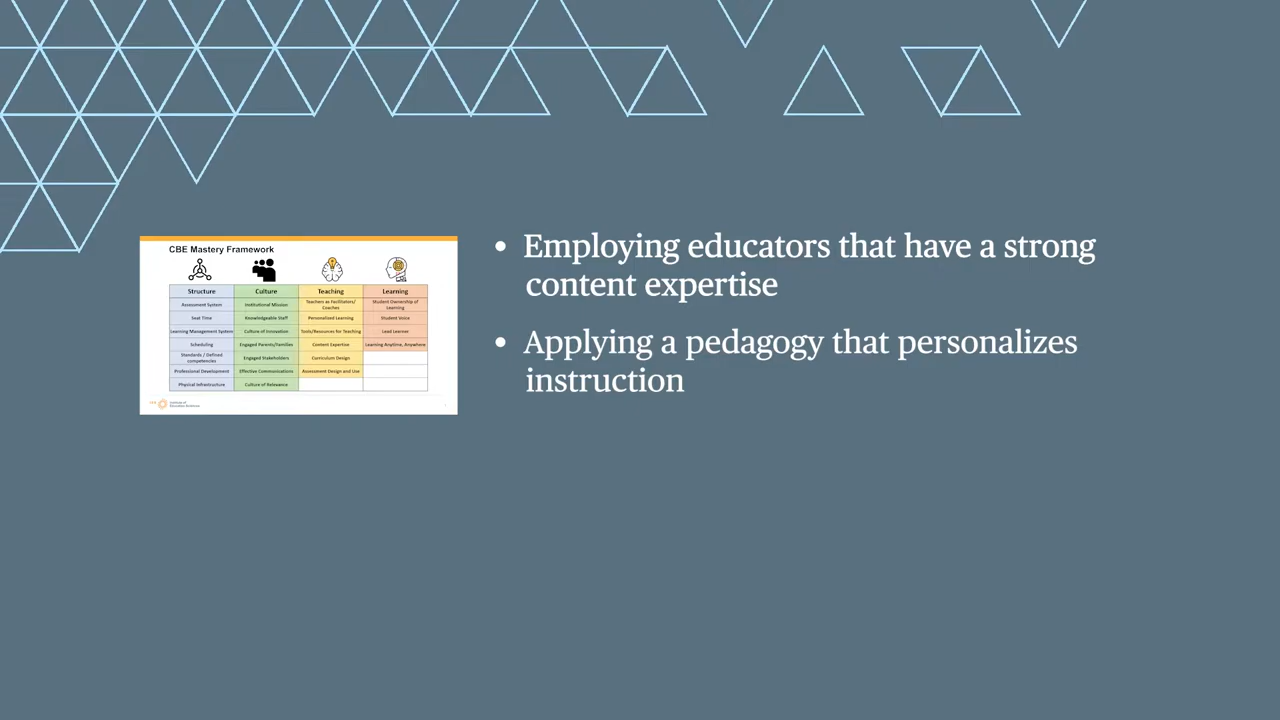 CBE Mastery Framework
Structure Culture Teaching Learning
Assessment System Institutional Mission Teachers as Facilitators/ Coaches Student Ownership of Learning
Seat Time Knowledgeable Staff Personalized Learning Student Voice
Learning Management System Culture of Innovation Tools/Resources for Teaching Lead Learner
Scheduling Engaged Parents/Families Content Expertise Learning Anytime, Anywhere
Standards / Defined competencies Engaged Stakeholders Curriculum Design
Professional Development Effective Communications Assessment Design and Use
Physical Infrastructure Culture of Relevance
• Employing educators that have a strong
content expertise
• Applying a pedagogy that personalizes
instruction